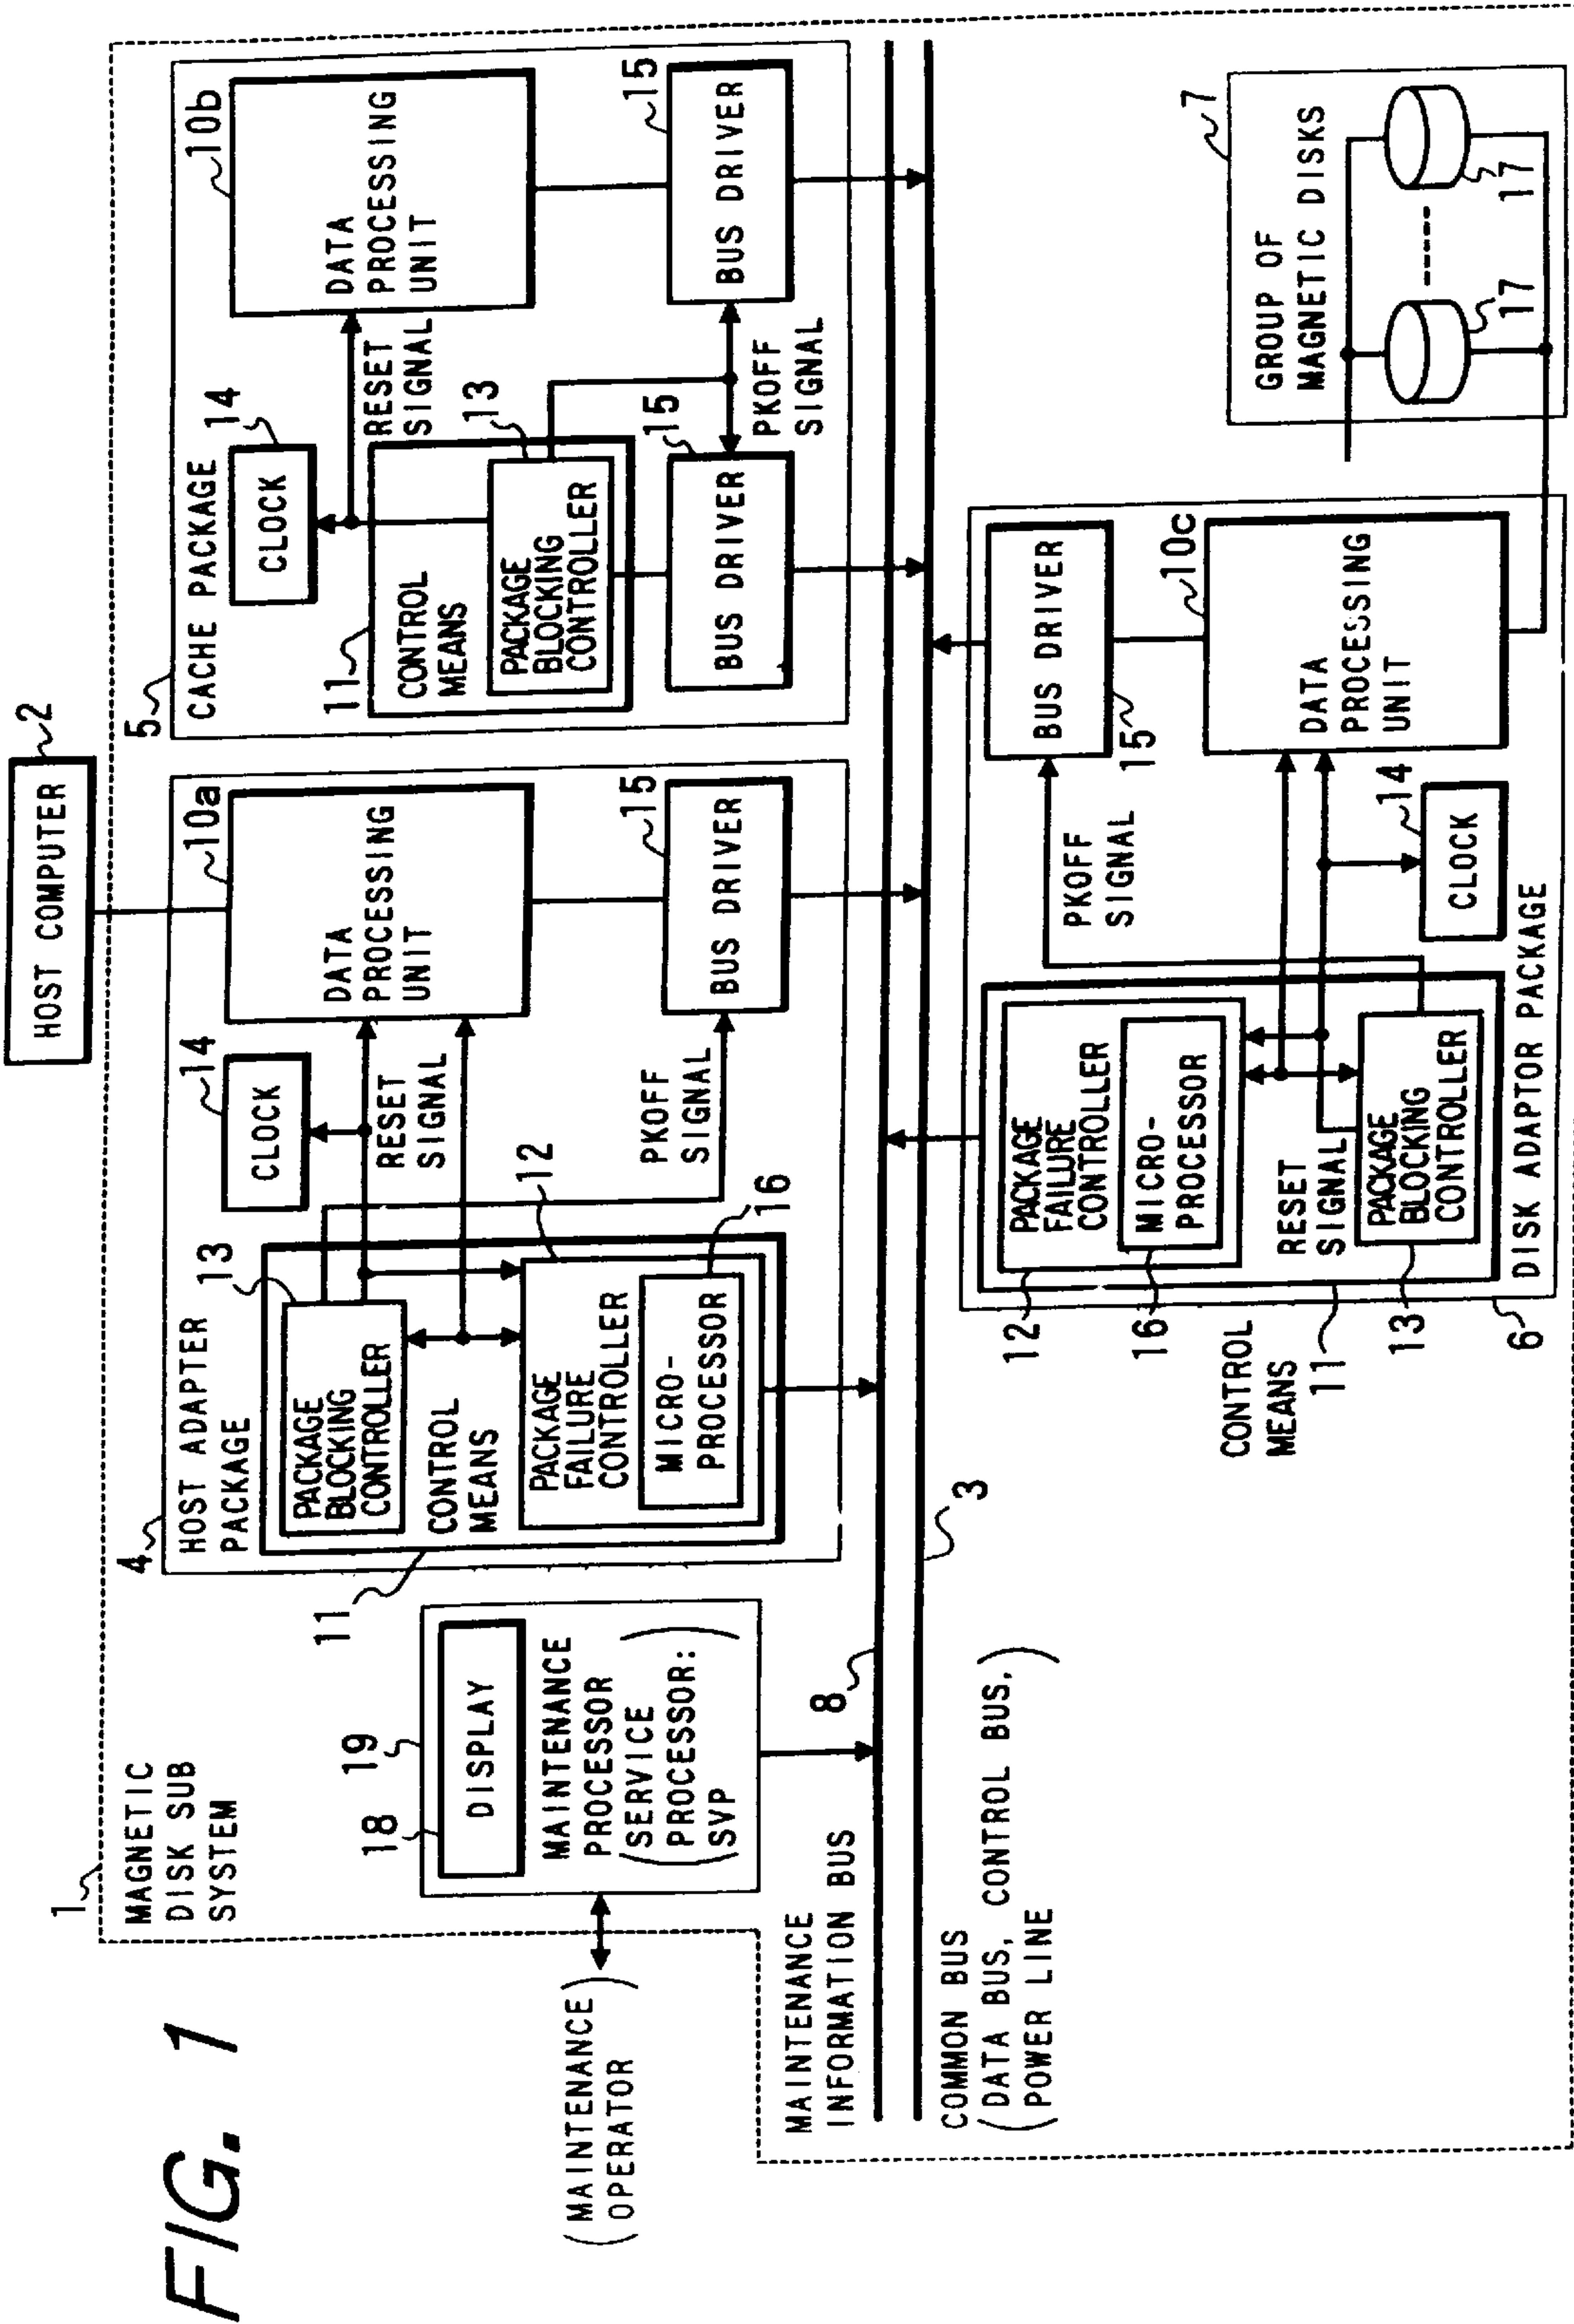 FIG. 1
1
MAGNETIC
DISK SUB
SYSTEM
HOST COMPUTER
2
(MAINTENANCE
OPERATOR)
19
18
DISPLAY
MAINTENANCE
PROCESSOR
(SERVICE
PROCESSOR:
SVP)
4
HOST ADAPTER
PACKAGE
11
13
PACKAGE
BLOCKING
CONTROLLER
CONTROL
MEANS
12
PACKAGE
FAILURE
CONTROLLER
16
MICRO-
PROCESSOR
14
CLOCK
RESET
SIGNAL
PKOFF
SIGNAL
10a
DATA
PROCESSING
UNIT
15
BUS DRIVER
5
CACHE PACKAGE
14
CLOCK
11
CONTROL
MEANS
13
PACKAGE
BLOCKING
CONTROLLER
RESET
SIGNAL
15
BUS DRIVER
PKOFF
SIGNAL
10b
DATA
PROCESSING
UNIT
15
BUS DRIVER
MAINTENANCE
INFORMATION BUS
8
3
COMMON BUS
(DATA BUS, CONTROL BUS,
POWER LINE)
12
PACKAGE
FAILURE
CONTROLLER
16
MICRO-
PROCESSOR
CONTROL
MEANS
11
RESET
SIGNAL
13
PACKAGE
BLOCKING
CONTROLLER
6
DISK ADAPTOR PACKAGE
PKOFF
SIGNAL
14
CLOCK
15
BUS DRIVER
10c
DATA
PROCESSING
UNIT
7
GROUP OF
MAGNETIC DISKS
17
17